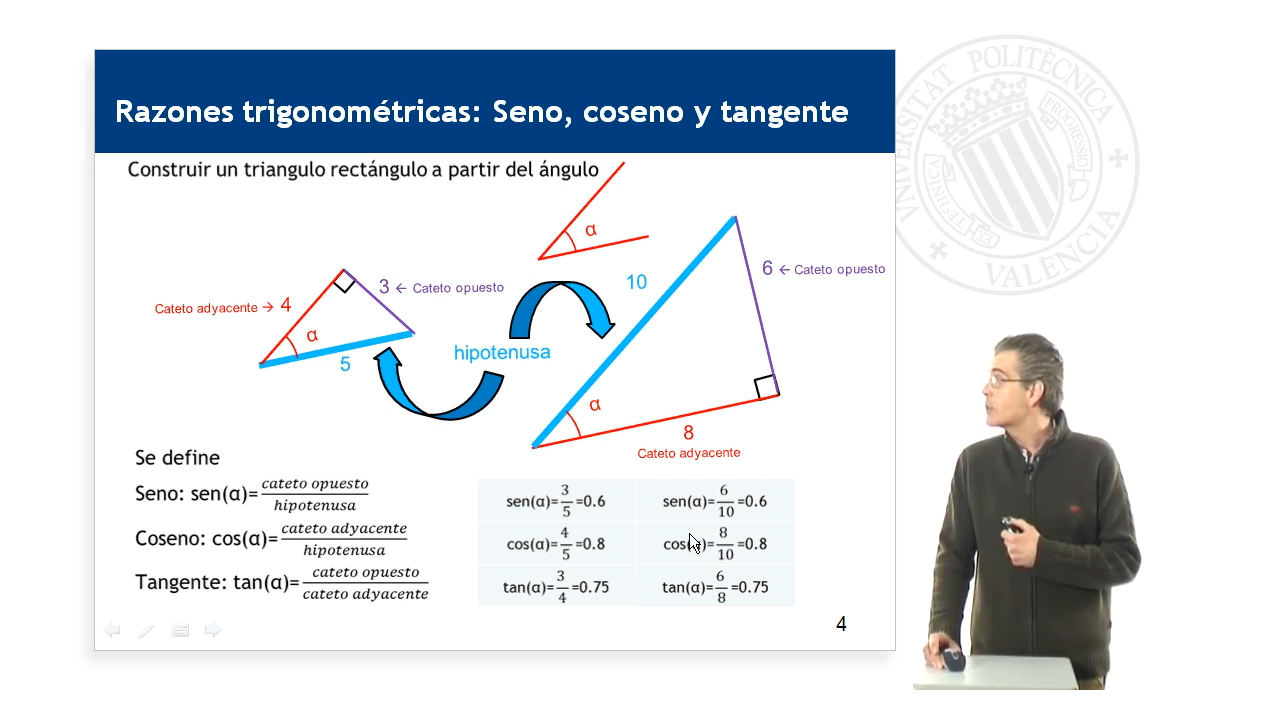 Razones trigonométricas: Seno, coseno y tangente
Construir un triangulo rectángulo a partir del ángulo
α
10
6 ← Cateto opuesto
3 ← Cateto opuesto
Cateto adyacente → 4
α
5
hipotenusa
α
8
Cateto adyacente
Se define
Seno: sen(α)=cateto opuesto/hipotenusa
Coseno: cos(α)=cateto adyacente/hipotenusa
Tangente: tan(α)=cateto opuesto/cateto adyacente
sen(α)=3/5=0.6 sen(α)=6/10=0.6
cos(α)=4/5=0.8 cos(α)=8/10=0.8
tan(α)=3/4=0.75 tan(α)=6/8=0.75
4
UNIVERSITAT POLITÈCNICA
VALÈNCIA